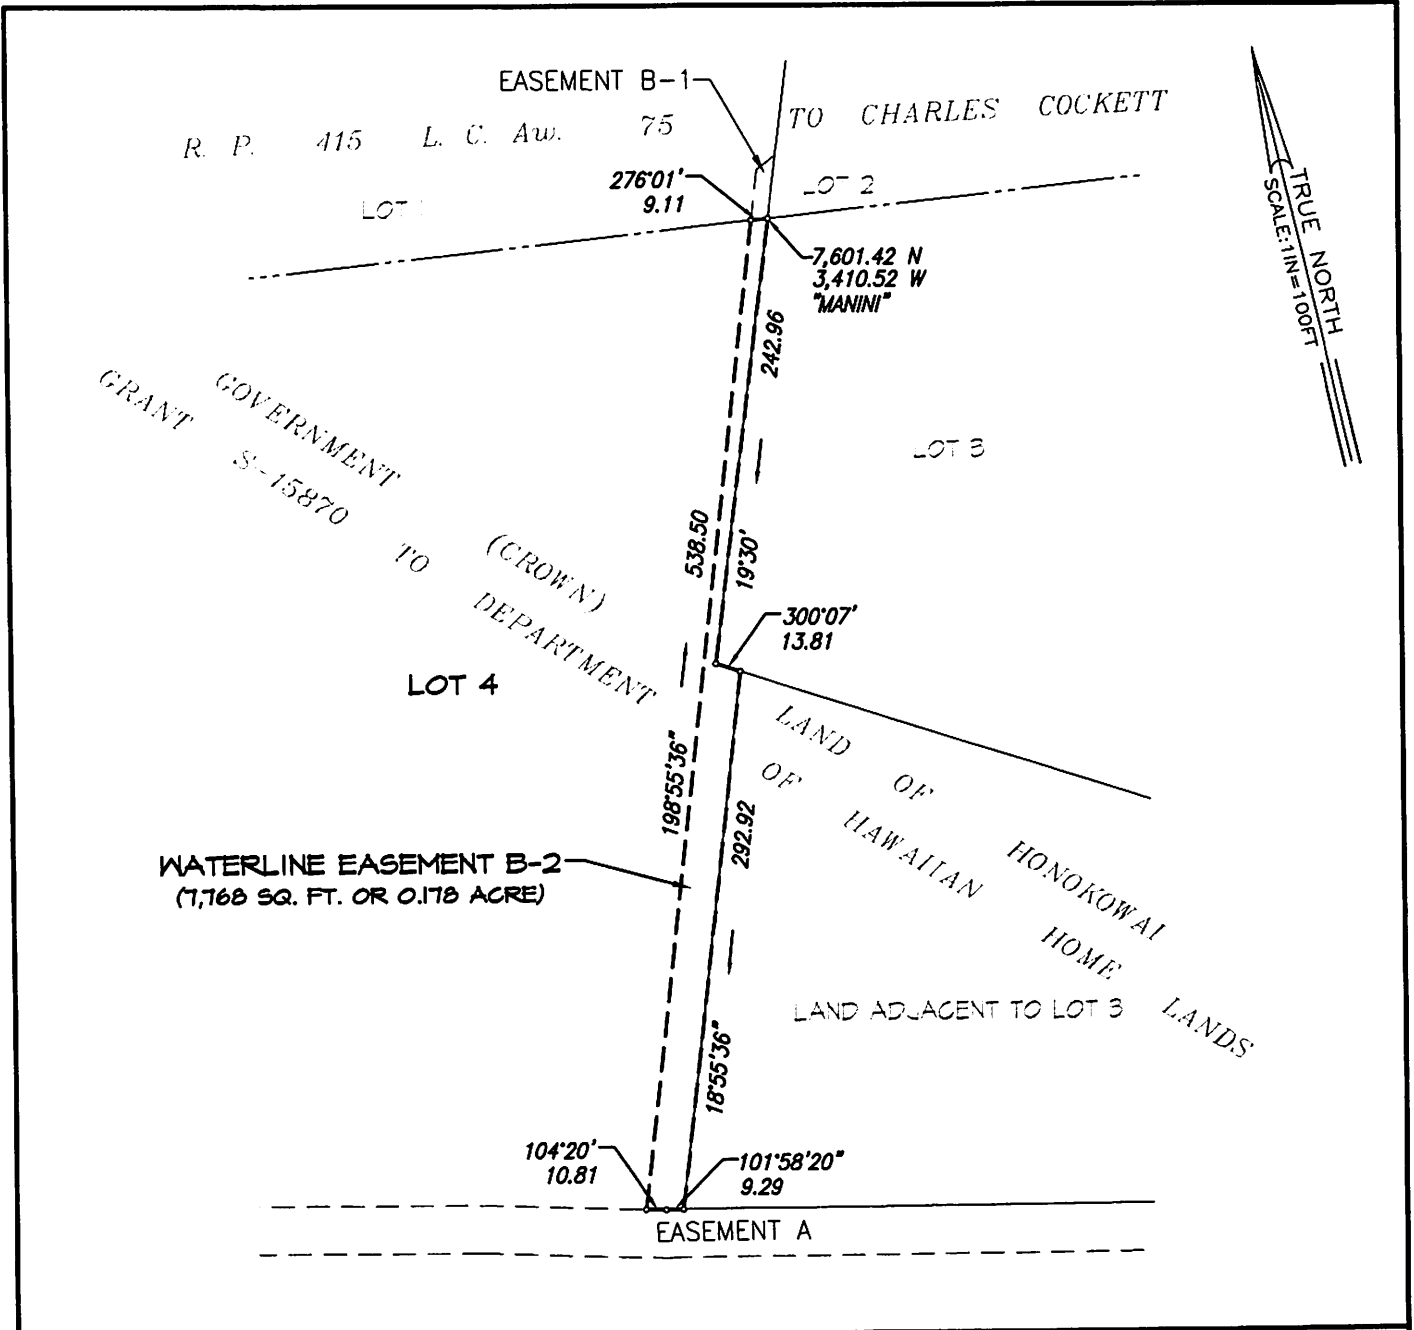 EASEMENT B-1
R. P. 415 L. C. Aw. 75 TO CHARLES COCKETT
276°01'
9.11
LOT 1
LOT 2
7,601.42 N
3,410.52 W
"MANINI"
TRUE NORTH
SCALE:1IN=100FT
242.96
GOVERNMENT (CROWN) LAND OF HONOKOWAI
GRANT S-15870 TO DEPARTMENT OF HAWAIIAN HOME LANDS
LOT 3
538.50
19°30'
300°07'
13.81
LOT 4
198°55'36"
292.92
WATERLINE EASEMENT B-2
(7,768 SQ. FT. OR 0.178 ACRE)
LAND ADJACENT TO LOT 3
18°55'36"
104°20'
10.81
101°58'20"
9.29
EASEMENT A